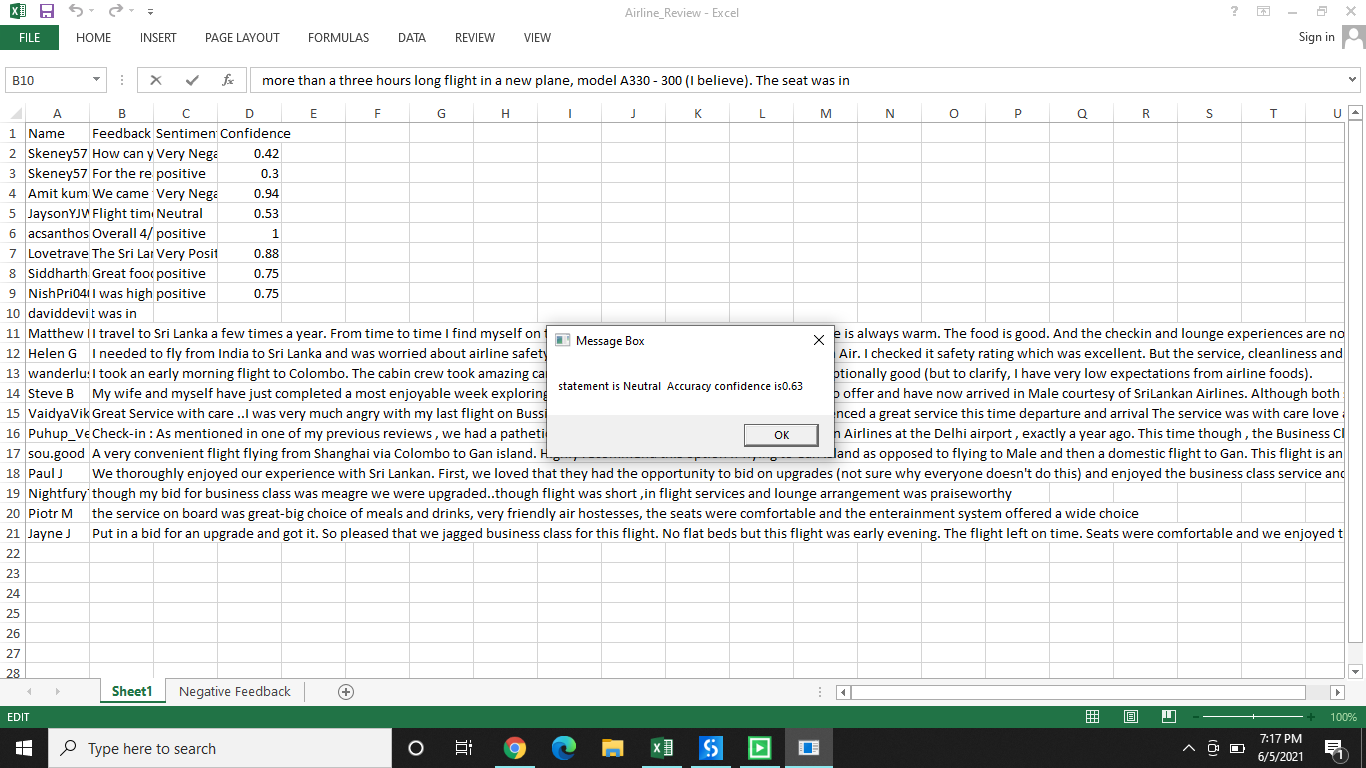 Airline_Review - Excel
FILE HOME INSERT PAGE LAYOUT FORMULAS DATA REVIEW VIEW
Sign in
B10 fx more than a three hours long flight in a new plane, model A330 - 300 (I believe). The seat was in
A B C D E F G H I J K L M N O P Q R S T U
1 Name Feedback Sentimen Confidence
2 Skeney57 How can y Very Nega 0.42
3 Skeney57 For the re positive 0.3
4 Amit kum We came Very Nega 0.94
5 JaysonYJW Flight time Neutral 0.53
6 acsanthos Overall 4/ positive 1
7 Lovetrave The Sri Lan Very Posit 0.88
8 Siddharth Great food positive 0.75
9 NishPri04 I was high positive 0.75
10 daviddevi t was in
11 Matthew I travel to Sri Lanka a few times a year. From time to time I find myself on e is always warm. The food is good. And the checkin and lounge experiences are no
12 Helen G I needed to fly from India to Sri Lanka and was worried about airline safety Air. I checked it safety rating which was excellent. But the service, cleanliness and
13 wanderlus I took an early morning flight to Colombo. The cabin crew took amazing car ptionally good (but to clarify, I have very low expectations from airline foods).
14 Steve B My wife and myself have just completed a most enjoyable week exploring o offer and have now arrived in Male courtesy of SriLankan Airlines. Although both
15 VaidyaVik Great Service with care ..I was very much angry with my last flight on Bussi enced a great service this time departure and arrival The service was with care love
16 Puhup_Ve Check-in : As mentioned in one of my previous reviews , we had a pathetic n Airlines at the Delhi airport , exactly a year ago. This time though , the Business Cl
17 sou.good A very convenient flight flying from Shanghai via Colombo to Gan island. Highly recommend this option if flying to Gan island as opposed to flying to Male and then a domestic flight to Gan. This flight is an
18 Paul J We thoroughly enjoyed our experience with Sri Lankan. First, we loved that they had the opportunity to bid on upgrades (not sure why everyone doesn't do this) and enjoyed the business class service and
19 Nightfury though my bid for business class was meagre we were upgraded..though flight was short ,in flight services and lounge arrangement was praiseworthy
20 Piotr M the service on board was great-big choice of meals and drinks, very friendly air hostesses, the seats were comfortable and the enterainment system offered a wide choice
21 Jayne J Put in a bid for an upgrade and got it. So pleased that we jagged business class for this flight. No flat beds but this flight was early evening. The flight left on time. Seats were comfortable and we enjoyed t
22
23
24
25
26
27
28
Message Box
statement is Neutral Accuracy confidence is0.63
OK
Sheet1 Negative Feedback
EDIT 100%
Type here to search
7:17 PM
6/5/2021
1